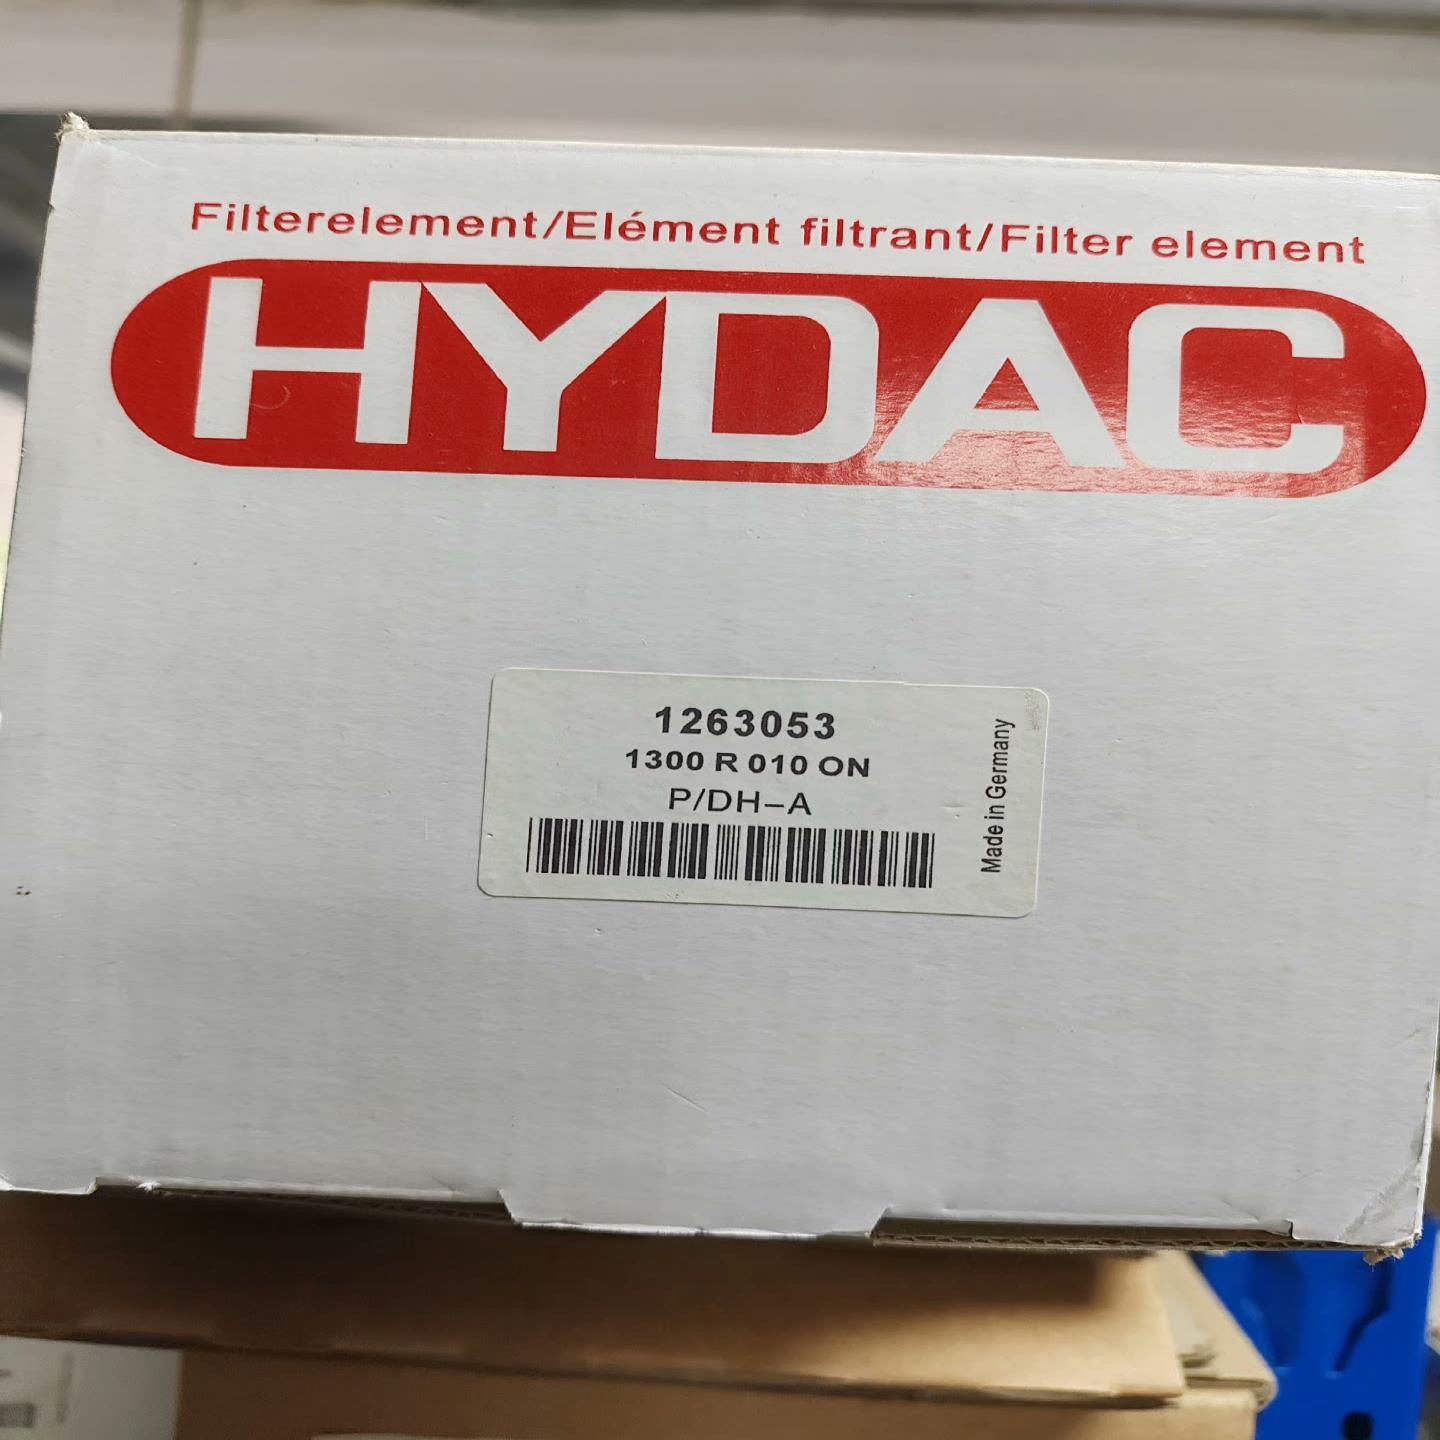 Filterelement/Elément filtrant/Filter element
HYDAC
1263053
1300 R 010 ON
P/DH-A
Made in Germany